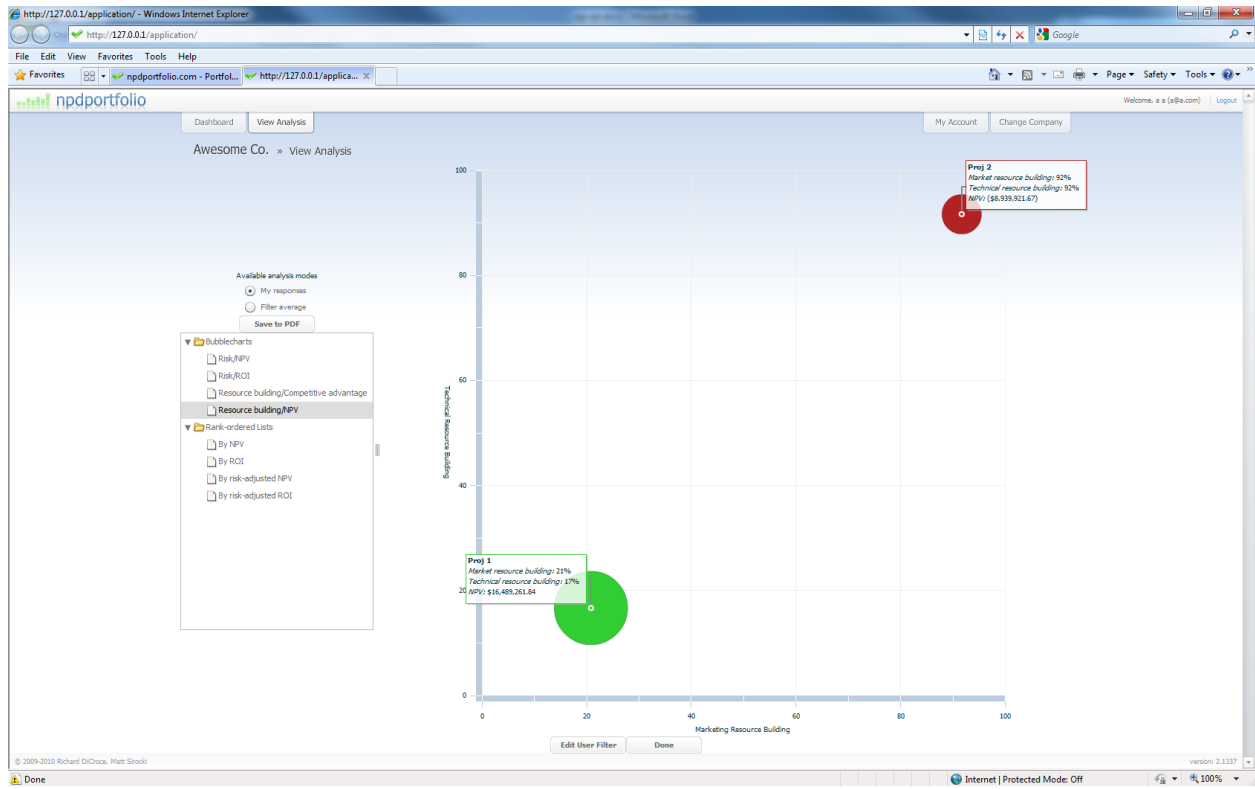 http://127.0.0.1/application/ - Windows Internet Explorer
http://127.0.0.1/application/
Google
File Edit View Favorites Tools Help
Favorites
npdportfolio.com - Portfol...
http://127.0.0.1/applica...
Page
Safety
Tools
npdportfolio
Welcome, a a (a@a.com)
Logout
Dashboard
View Analysis
My Account
Change Company
Awesome Co. » View Analysis
Available analysis modes
My responses
Filter average
Save to PDF
Bubblecharts
Risk/NPV
Risk/ROI
Resource building/Competitive advantage
Resource building/NPV
Rank-ordered Lists
By NPV
By ROI
By risk-adjusted NPV
By risk-adjusted ROI
100
80
60
40
20
0
Technical Resource Building
Proj 2
Market resource building: 92%
Technical resource building: 92%
NPV: ($8,939,921.67)
Proj 1
Market resource building: 21%
Technical resource building: 17%
NPV: $16,489,261.84
0 20 40 60 80 100
Marketing Resource Building
Edit User Filter
Done
© 2009-2010 Richard DiCroce, Matt Sirocki
version: 2.1337
Done
Internet | Protected Mode: Off
100%